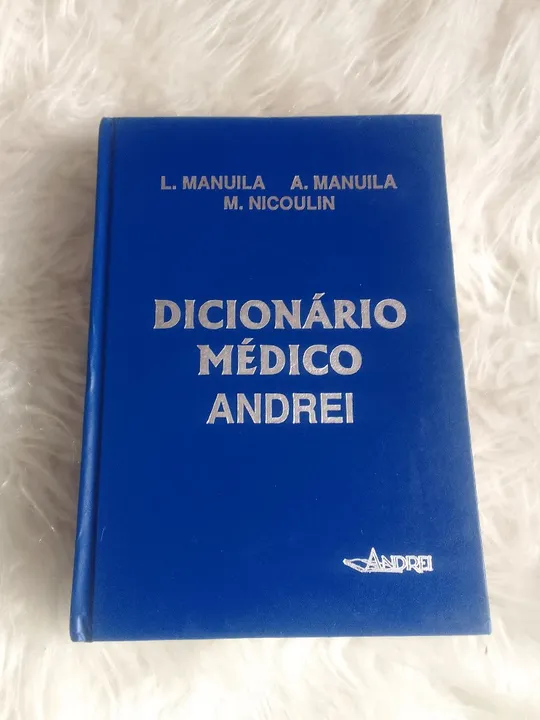 L. MANUILA A. MANUILA
M. NICOULIN
DICIONÁRIO
MÉDICO
ANDREI
ANDREI